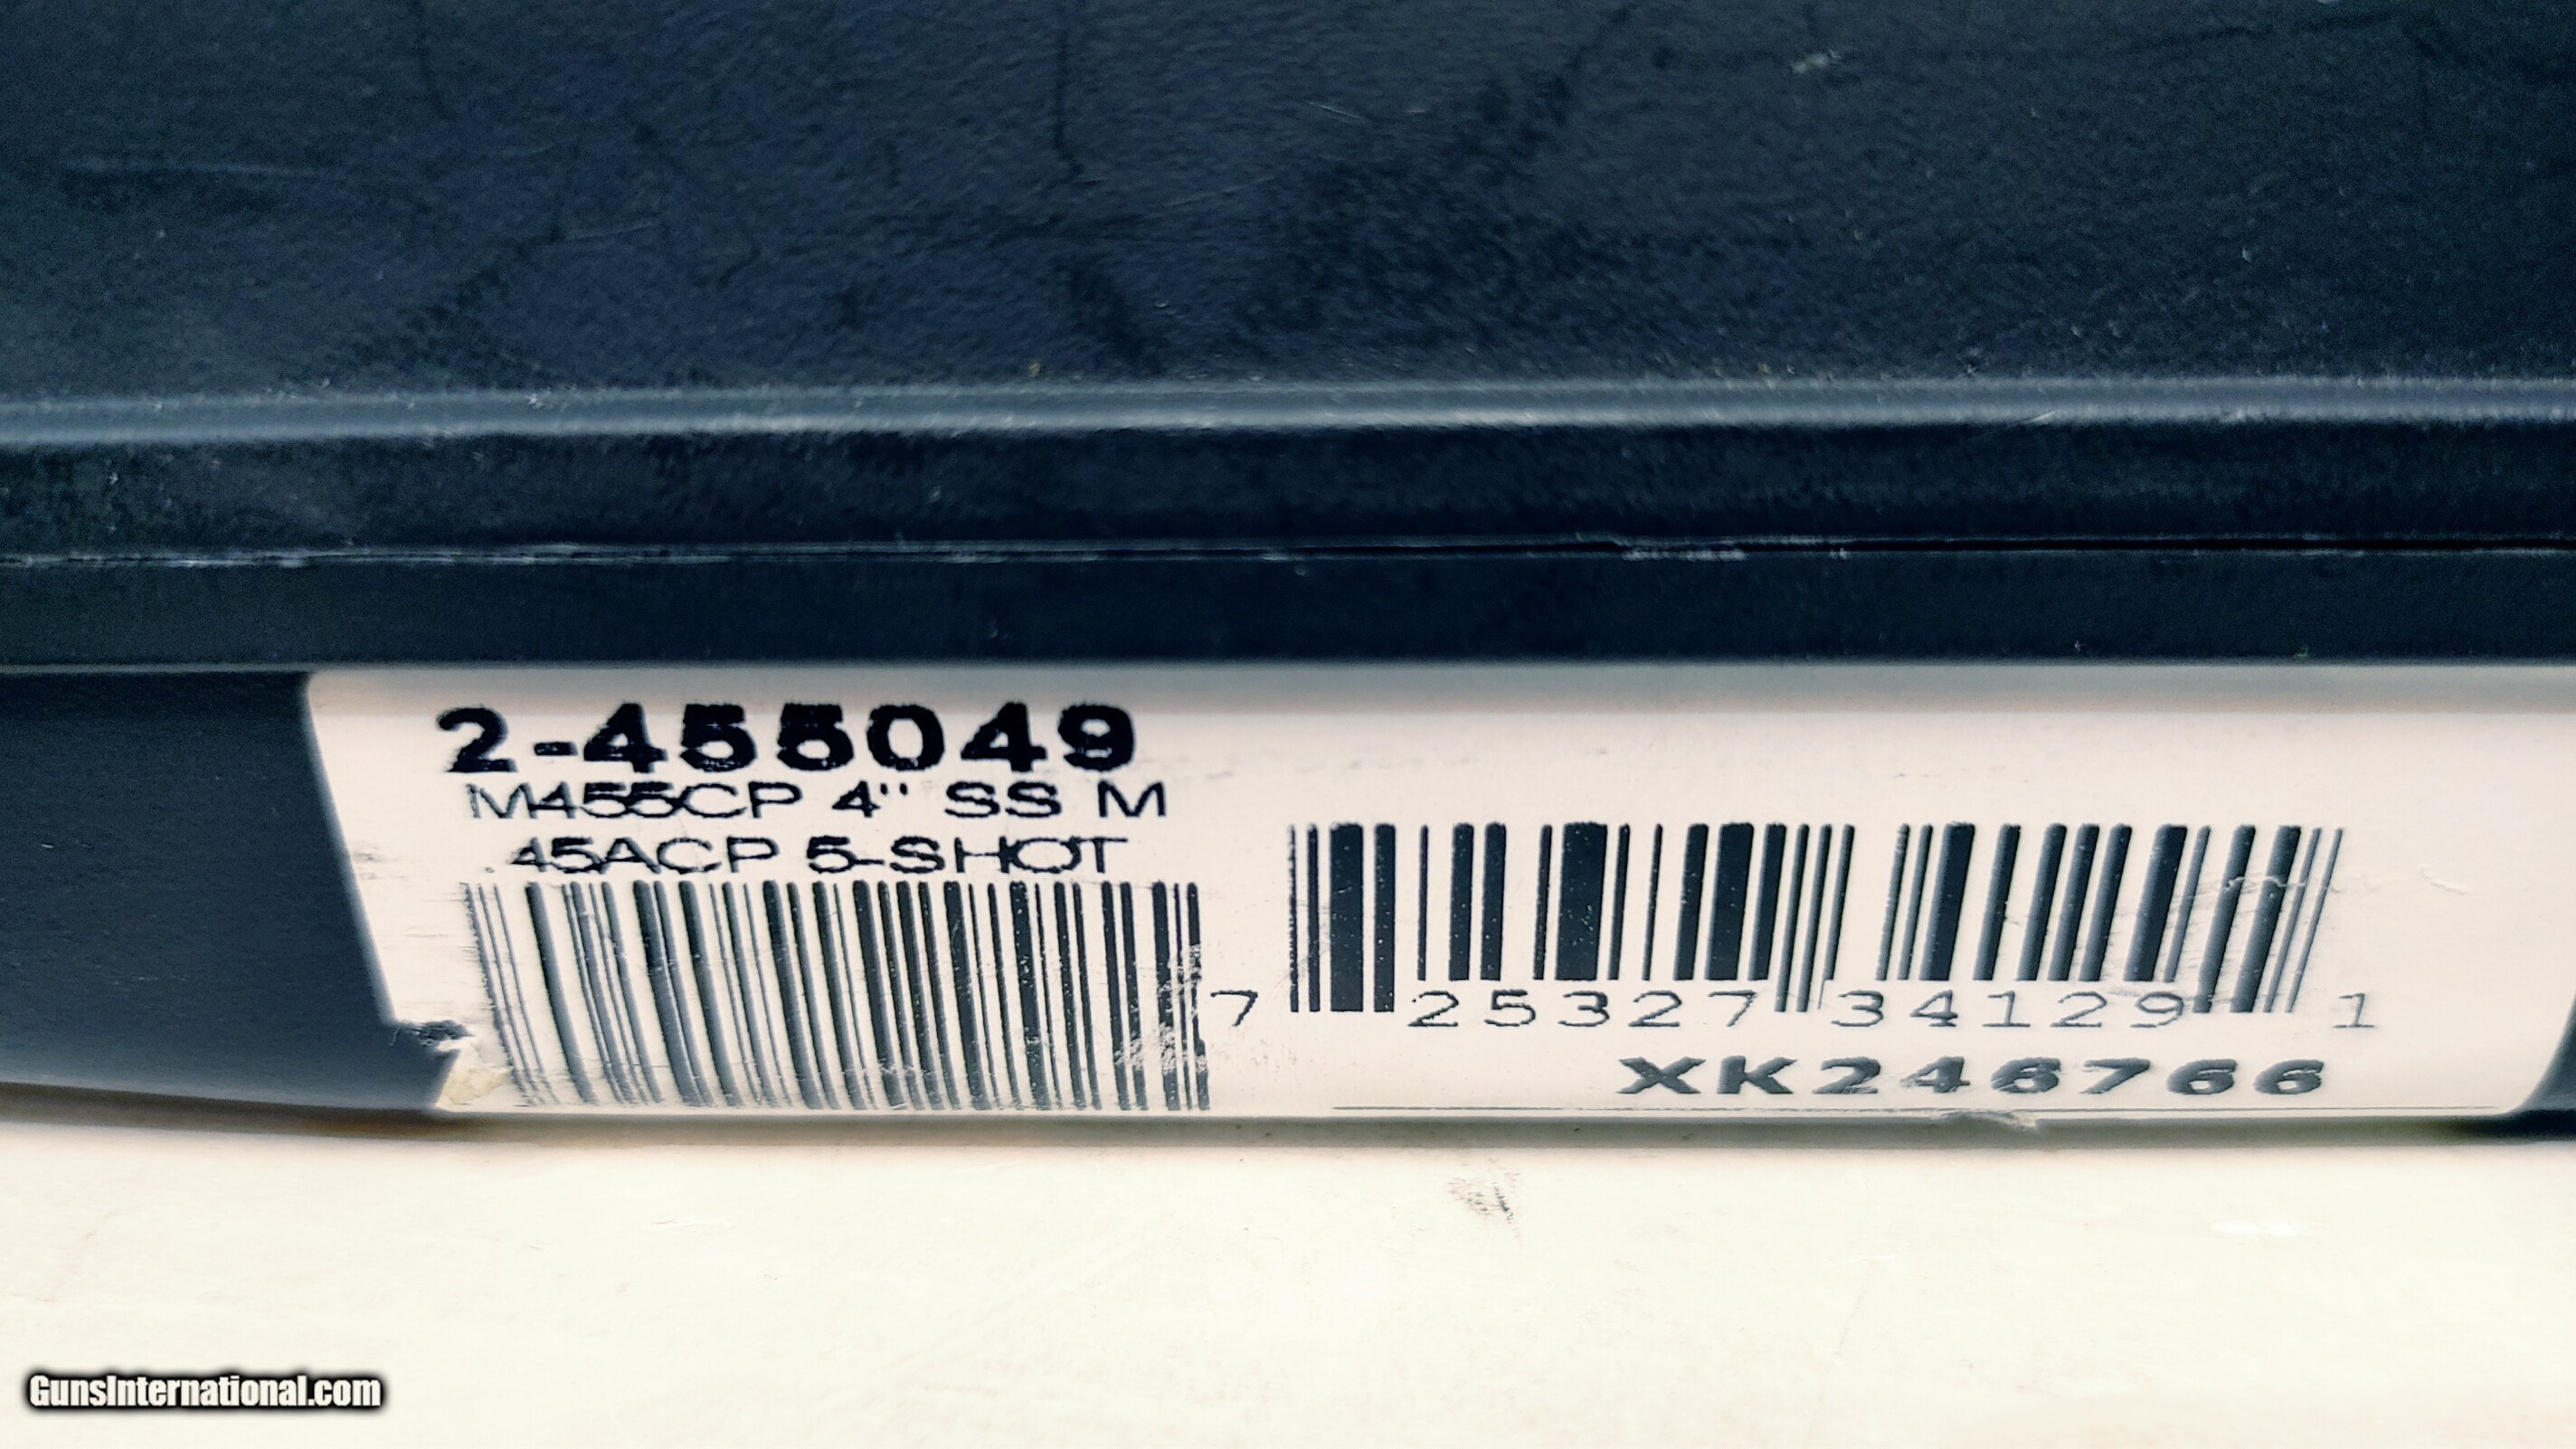 2-455049
M455CP 4" SS M
.45ACP 5-SHOT
7 25327 34129 1
XK246766
GunsInternational.com